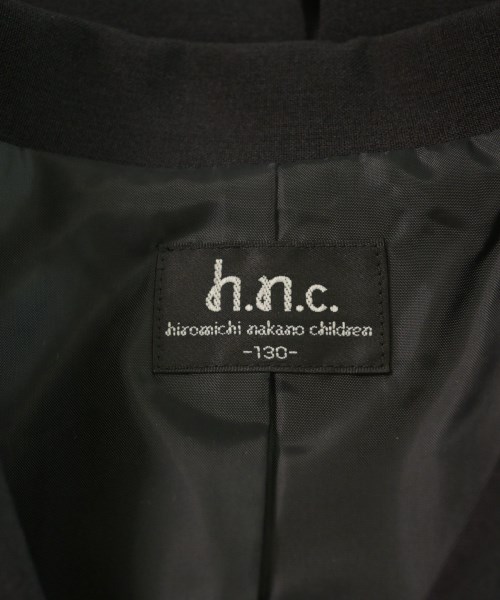 h.n.c.
hiromichi nakano children
-130-